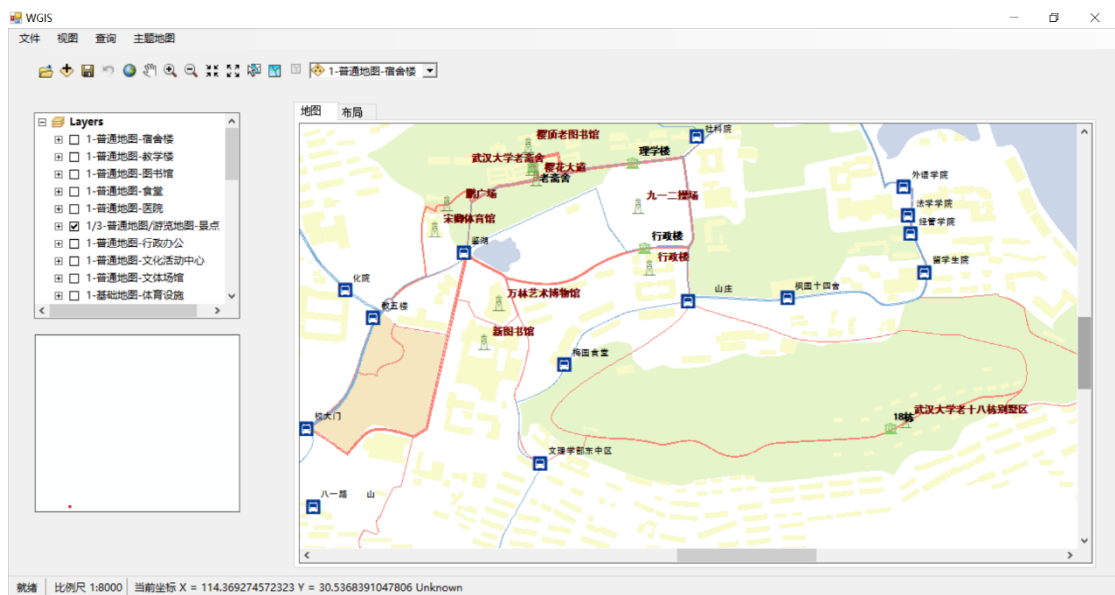 WGIS
文件 视图 查询 主题地图
1-普通地图-宿舍楼
Layers
1-普通地图-宿舍楼
1-普通地图-教学楼
1-普通地图-图书馆
1-普通地图-食堂
1-普通地图-医院
1/3-普通地图/游览地图-景点
1-普通地图-行政办公
1-普通地图-文化活动中心
1-普通地图-文体场馆
1-基础地图-体育设施
地图 布局
社科院
樱顶老图书馆
理学楼
武汉大学老斋舍
樱花大道
老斋舍
外语学院
鹏广场
九一二操场
法学学院
宋卿体育馆
经管学院
行政楼
鉴湖
行政楼
留学生院
化院
万林艺术博物馆
山庄
枫园十四舍
教五楼
新图书馆
梅园食堂
武汉大学老十八栋别墅区
18栋
校大门
文理学部东中区
八一路 山
就绪 比例尺 1:8000 当前坐标 X = 114.369274572323 Y = 30.5368391047806 Unknown